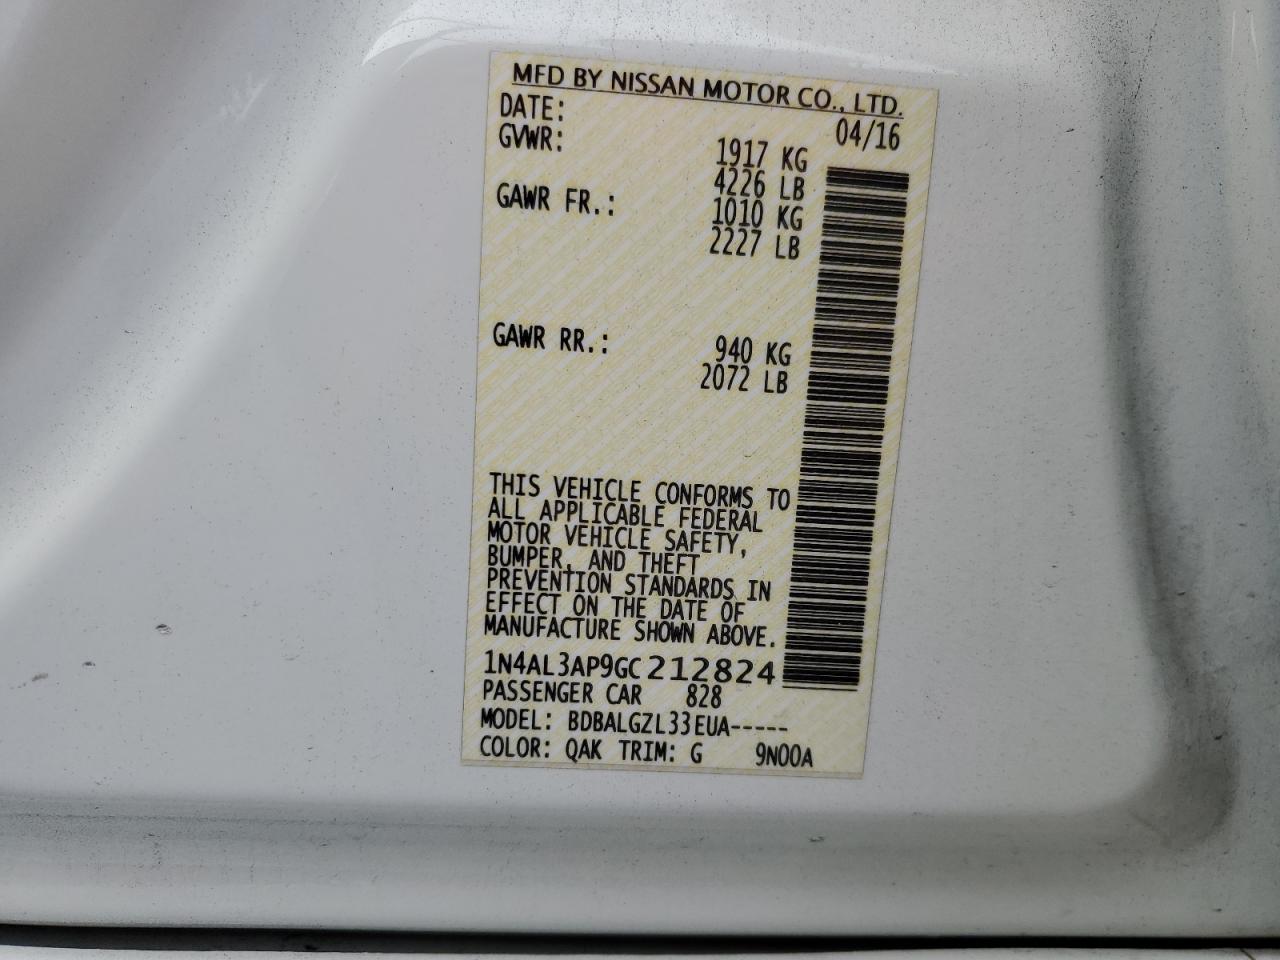 MFD BY NISSAN MOTOR CO., LTD.
DATE: 04/16
GVWR: 1917 KG
4226 LB
GAWR FR.: 1010 KG
2227 LB
GAWR RR.: 940 KG
2072 LB
THIS VEHICLE CONFORMS TO
ALL APPLICABLE FEDERAL
MOTOR VEHICLE SAFETY,
BUMPER, AND THEFT
PREVENTION STANDARDS IN
EFFECT ON THE DATE OF
MANUFACTURE SHOWN ABOVE.
1N4AL3AP9GC212824
PASSENGER CAR 828
MODEL: BDBALGZL33EUA-----
COLOR: QAK TRIM: G 9N00A